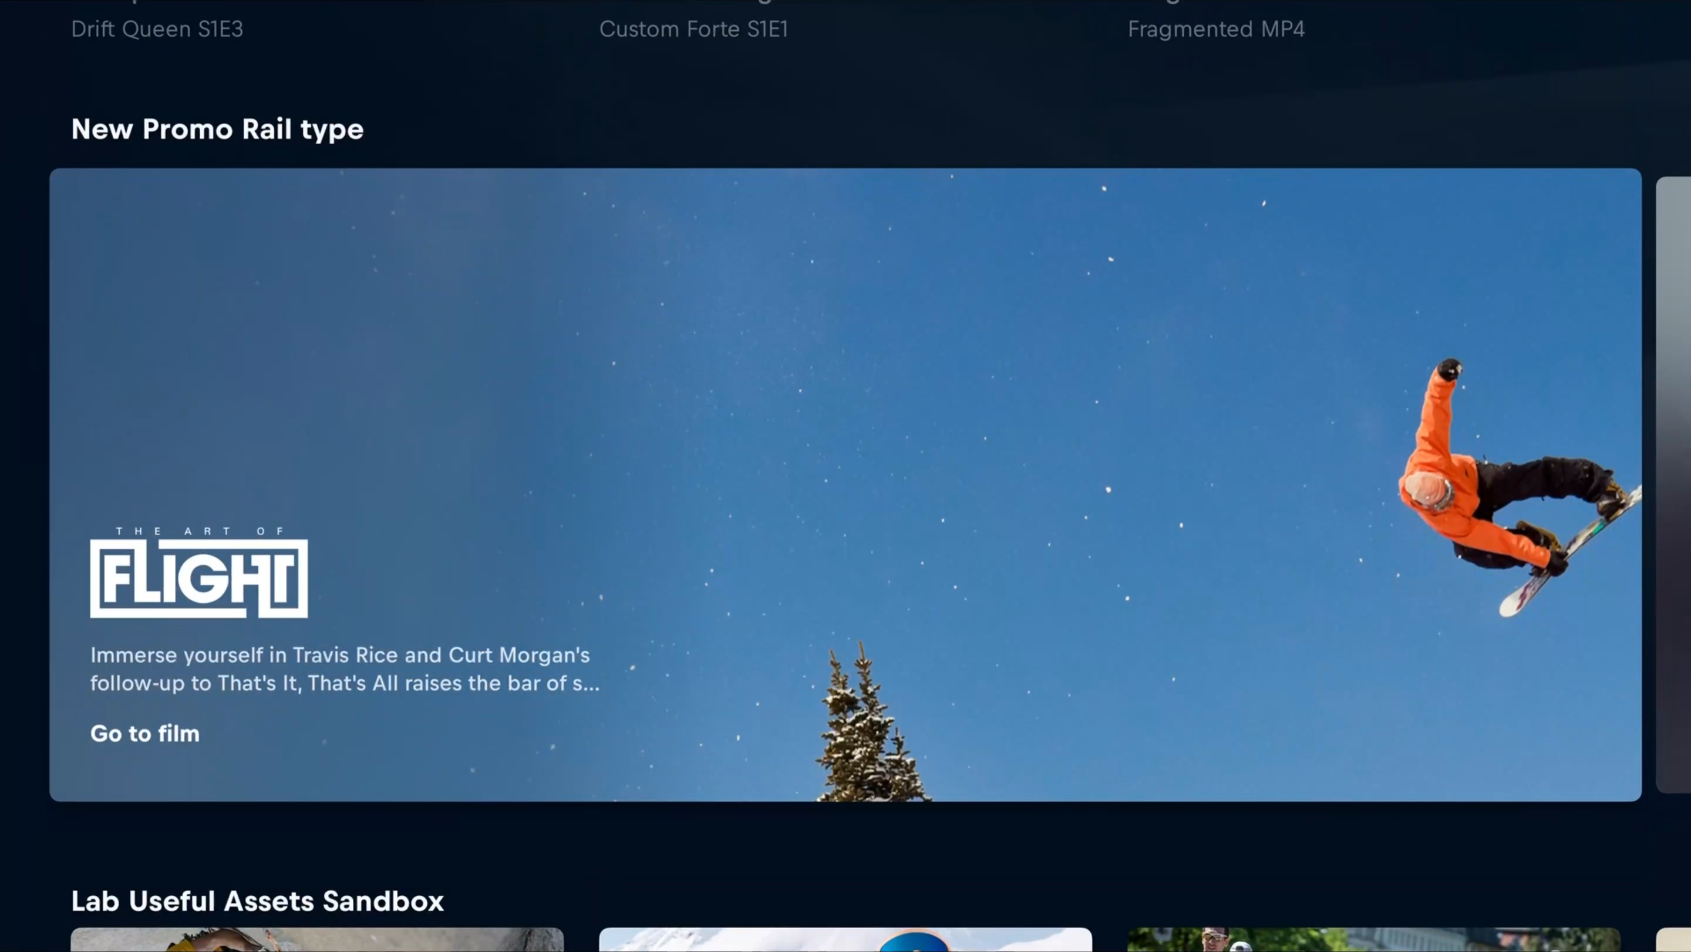 Drift Queen S1E3
Custom Forte S1E1
Fragmented MP4
New Promo Rail type
THE ART OF
FLIGHT
Immerse yourself in Travis Rice and Curt Morgan's
follow-up to That's It, That's All raises the bar of s...
Go to film
Lab Useful Assets Sandbox